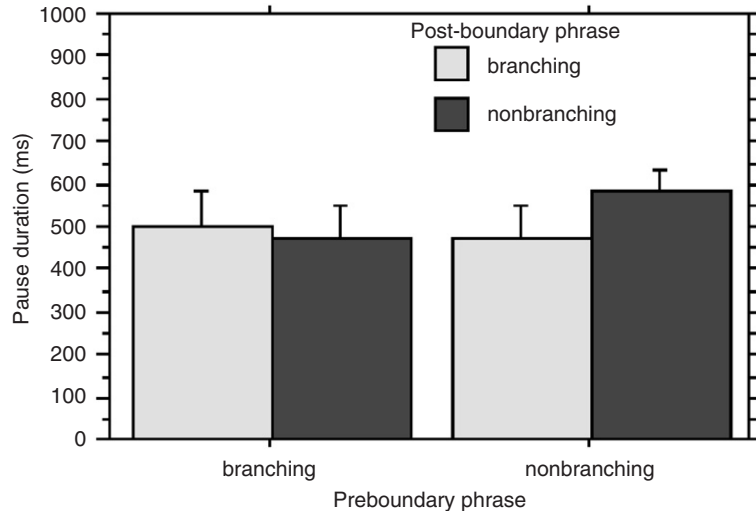 1000
900
800
700
600
500
400
300
200
100
0
Pause duration (ms)
Post-boundary phrase
branching
nonbranching
branching nonbranching
Preboundary phrase